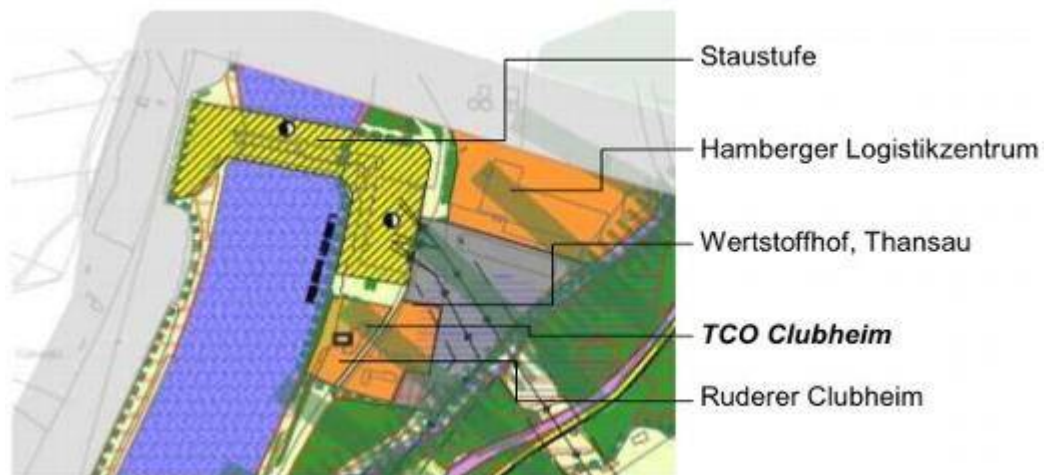 Staustufe
Hamberger Logistikzentrum
Wertstoffhof, Thansau
TCO Clubheim
Ruderer Clubheim